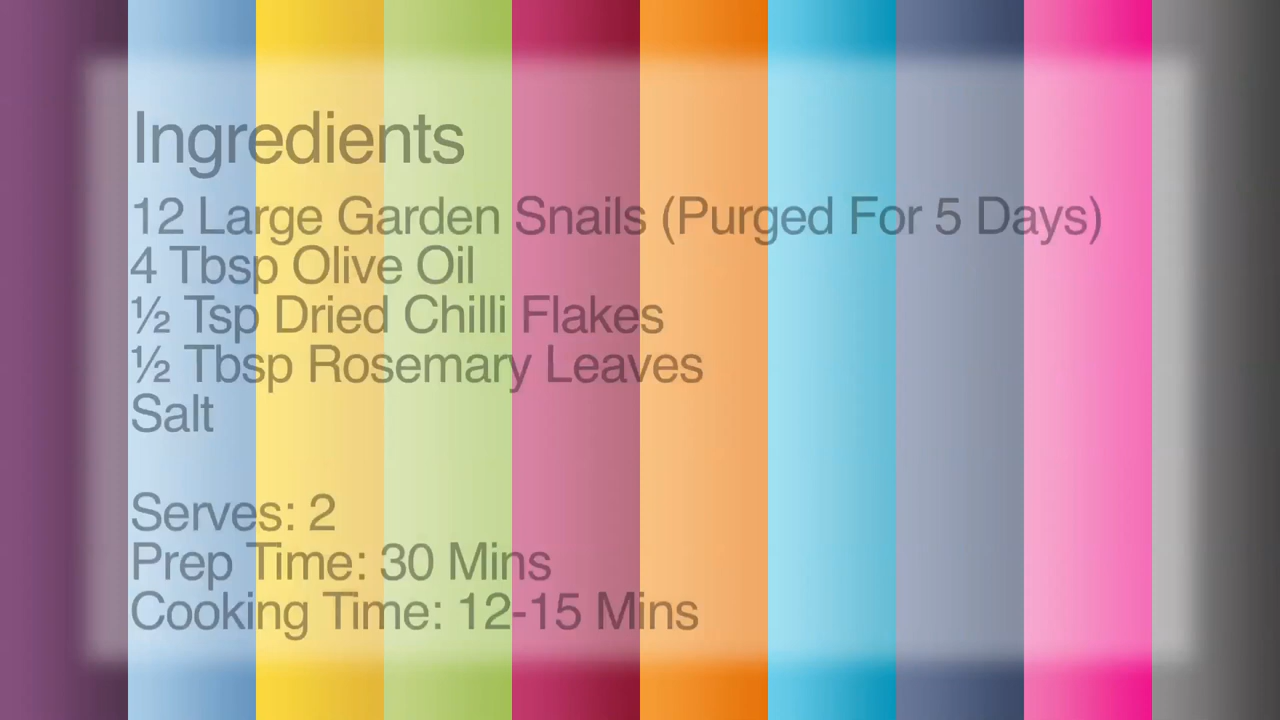 Ingredients
12 Large Garden Snails (Purged For 5 Days)
4 Tbsp Olive Oil
½ Tsp Dried Chilli Flakes
½ Tbsp Rosemary Leaves
Salt
Serves: 2
Prep Time: 30 Mins
Cooking Time: 12-15 Mins